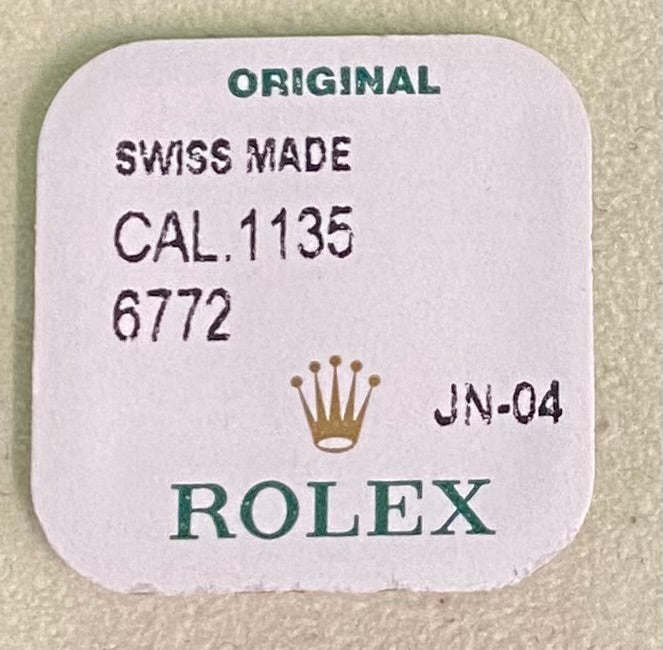 ORIGINAL
SWISS MADE
CAL.1135
6772
JN-04
ROLEX